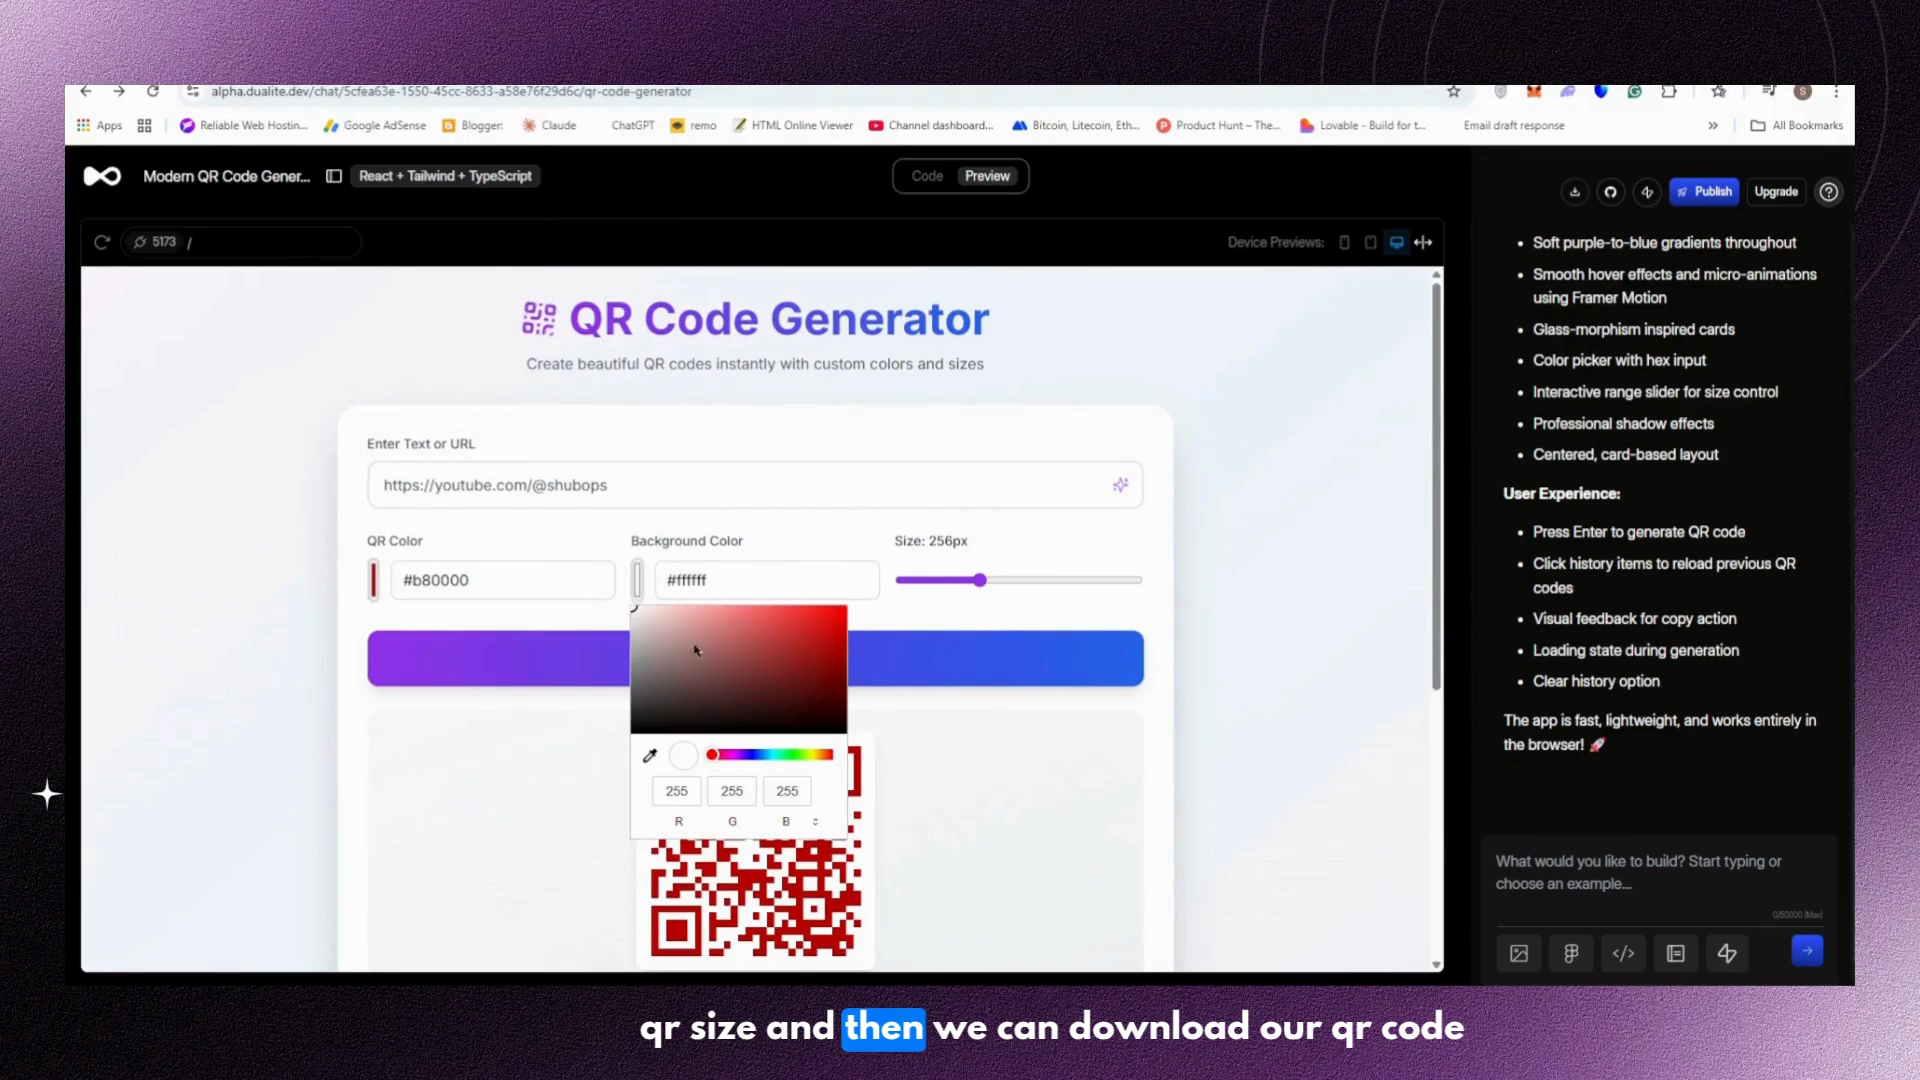 alpha.dualite.dev/chat/5cfea63e-1550-45cc-8633-a58e76f29d6c/qr-code-generator
S
Apps
Reliable Web Hostin...
Google AdSense
Blogger:
Claude
ChatGPT
remo
HTML Online Viewer
Channel dashboard...
Bitcoin, Litecoin, Eth...
Product Hunt – The...
Lovable - Build for t...
Email draft response
»
All Bookmarks
Modern QR Code Gener...
React + Tailwind + TypeScript
Code
Preview
Publish
Upgrade
5173 /
Device Previews:
QR Code Generator
Create beautiful QR codes instantly with custom colors and sizes
Enter Text or URL
https://youtube.com/@shubops
QR Color
Background Color
Size: 256px
#b80000
#ffffff
255
255
255
R
G
B
• Soft purple-to-blue gradients throughout
• Smooth hover effects and micro-animations
using Framer Motion
• Glass-morphism inspired cards
• Color picker with hex input
• Interactive range slider for size control
• Professional shadow effects
• Centered, card-based layout
User Experience:
• Press Enter to generate QR code
• Click history items to reload previous QR
codes
• Visual feedback for copy action
• Loading state during generation
• Clear history option
The app is fast, lightweight, and works entirely in
the browser! 🚀
What would you like to build? Start typing or
choose an example...
0/50000 (Max)
qr size and then we can download our qr code